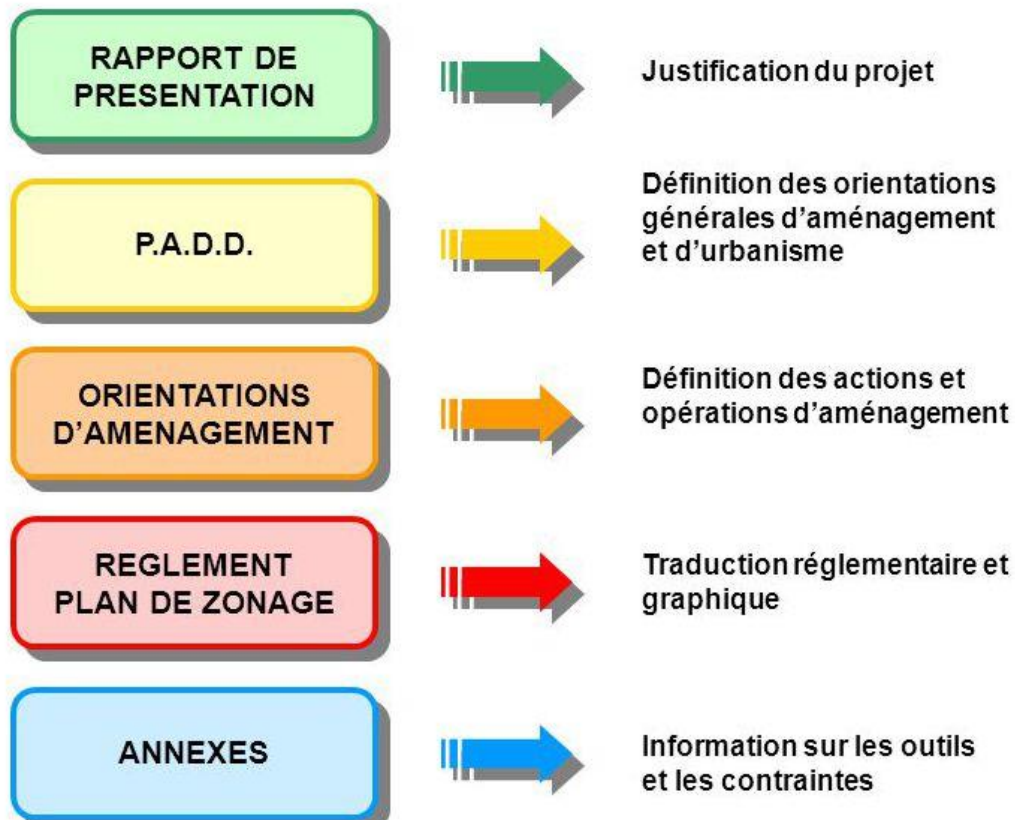 RAPPORT DE
PRESENTATION
Justification du projet
P.A.D.D.
Définition des orientations
générales d'aménagement
et d'urbanisme
ORIENTATIONS
D'AMENAGEMENT
Définition des actions et
opérations d'aménagement
REGLEMENT
PLAN DE ZONAGE
Traduction réglementaire et
graphique
ANNEXES
Information sur les outils
et les contraintes